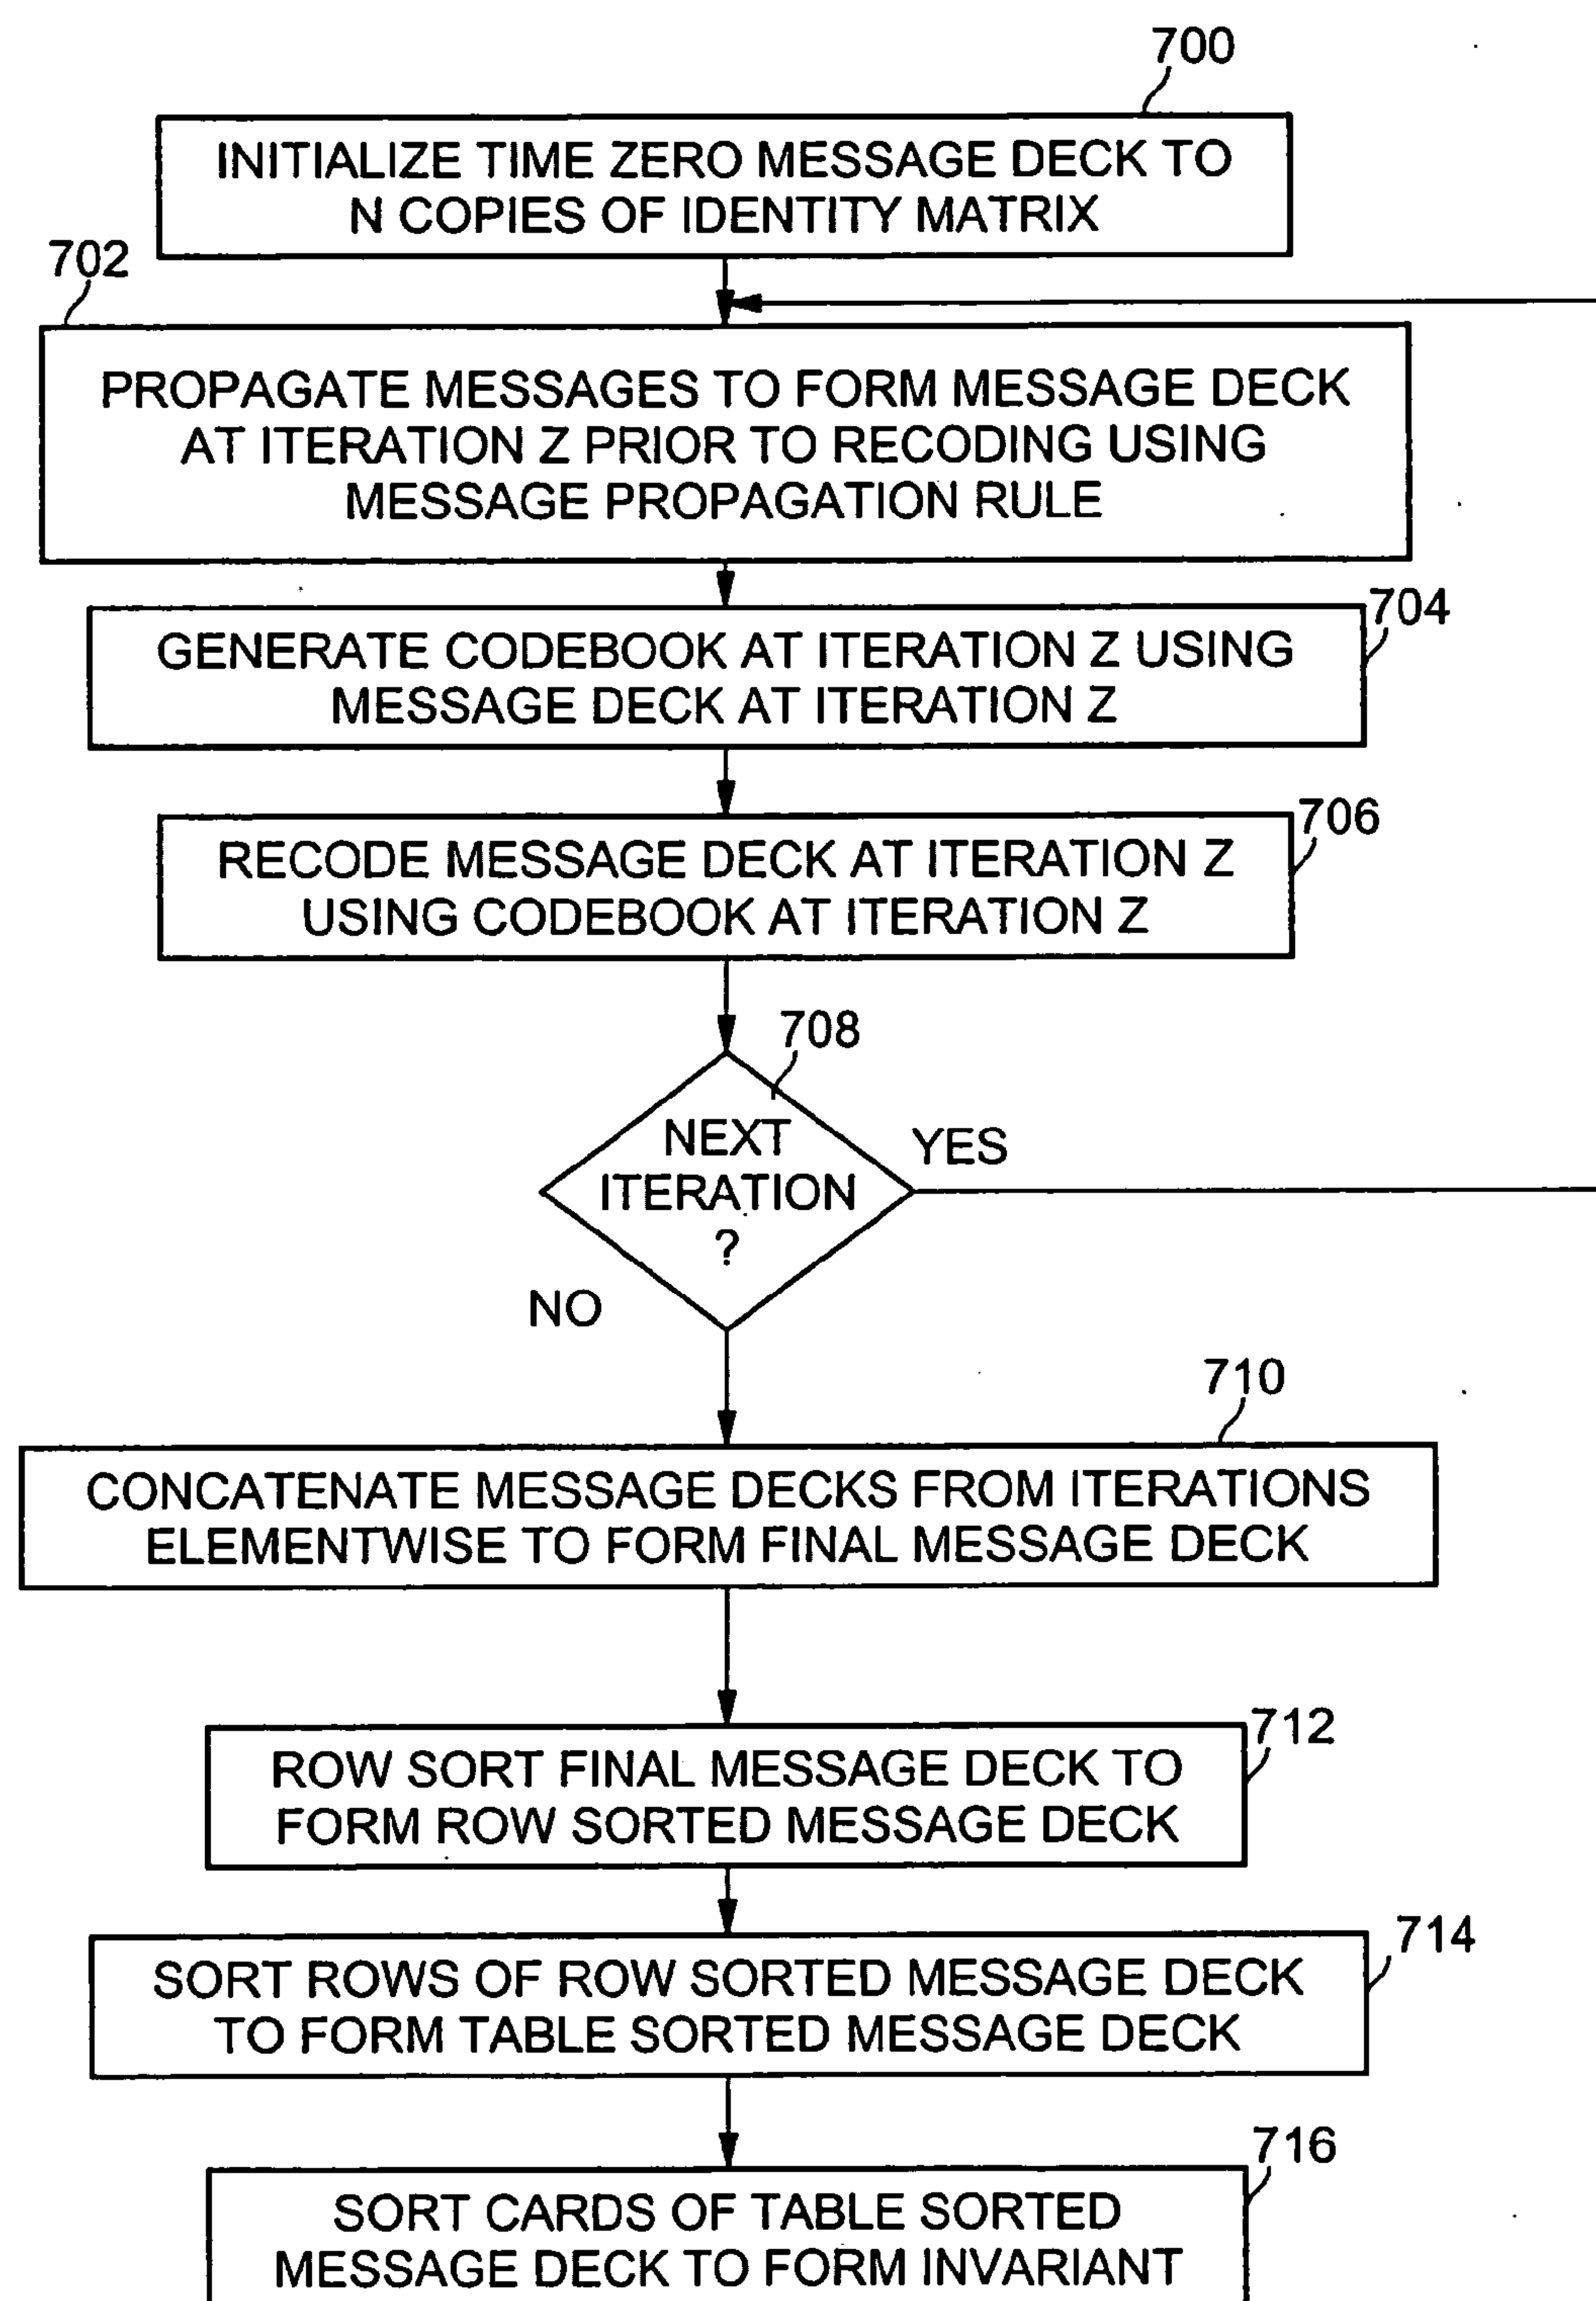 700
INITIALIZE TIME ZERO MESSAGE DECK TO
N COPIES OF IDENTITY MATRIX
702
PROPAGATE MESSAGES TO FORM MESSAGE DECK
AT ITERATION Z PRIOR TO RECODING USING
MESSAGE PROPAGATION RULE
704
GENERATE CODEBOOK AT ITERATION Z USING
MESSAGE DECK AT ITERATION Z
706
RECODE MESSAGE DECK AT ITERATION Z
USING CODEBOOK AT ITERATION Z
708
NEXT
ITERATION
?
YES
NO
710
CONCATENATE MESSAGE DECKS FROM ITERATIONS
ELEMENTWISE TO FORM FINAL MESSAGE DECK
712
ROW SORT FINAL MESSAGE DECK TO
FORM ROW SORTED MESSAGE DECK
714
SORT ROWS OF ROW SORTED MESSAGE DECK
TO FORM TABLE SORTED MESSAGE DECK
716
SORT CARDS OF TABLE SORTED
MESSAGE DECK TO FORM INVARIANT